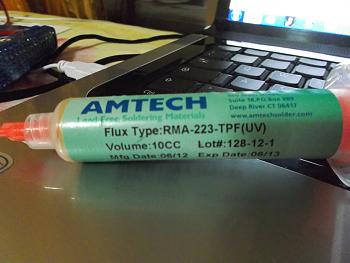 AMTECH
Lead-Free Soldering Materials
Suite 18,P.O.Box 989
Deep River CT 06417
www.amtechsolder.com
Flux Type:RMA-223-TPF(UV)
Volume:10CC Lot#:128-12-1
Mfg Date:06/12 Exp Date:06/13